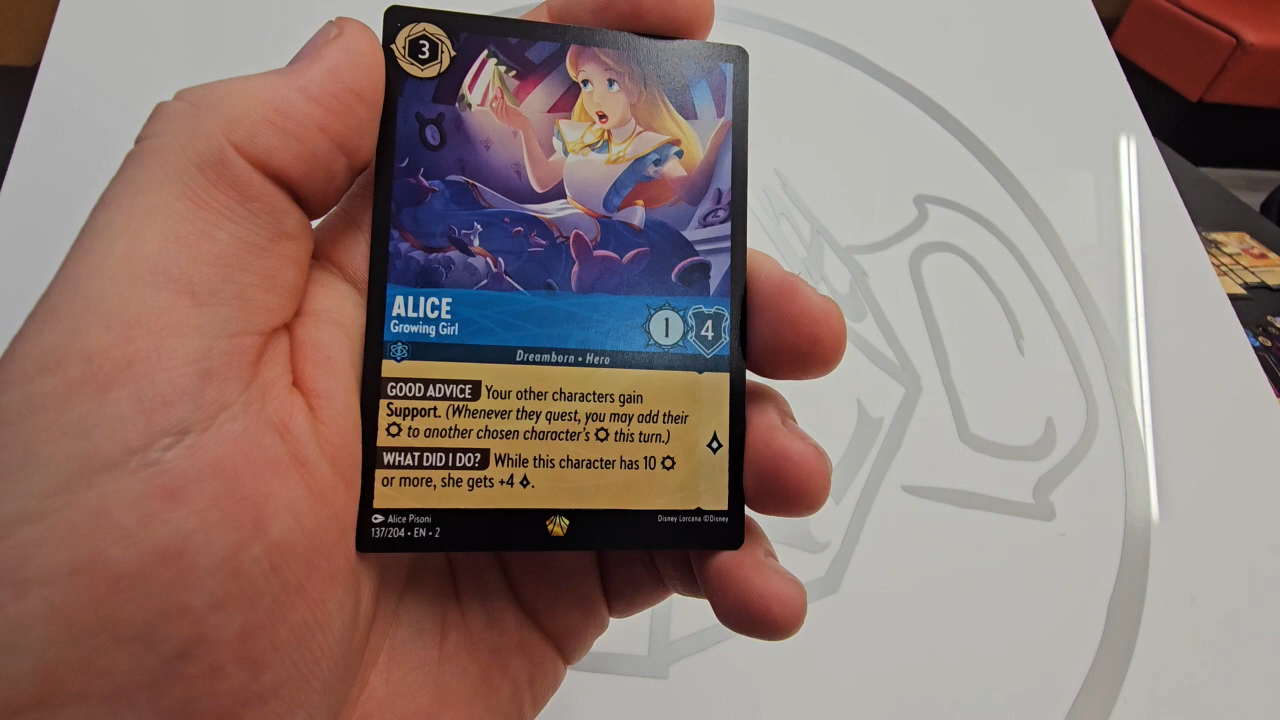 3
ALICE
Growing Girl
1 4
Dreamborn • Hero
GOOD ADVICE Your other characters gain
Support. (Whenever they quest, you may add their
to another chosen character's this turn.)
WHAT DID I DO? While this character has 10
or more, she gets +4 .
Alice Pisoni
137/204 • EN • 2
Disney Lorcana ©Disney